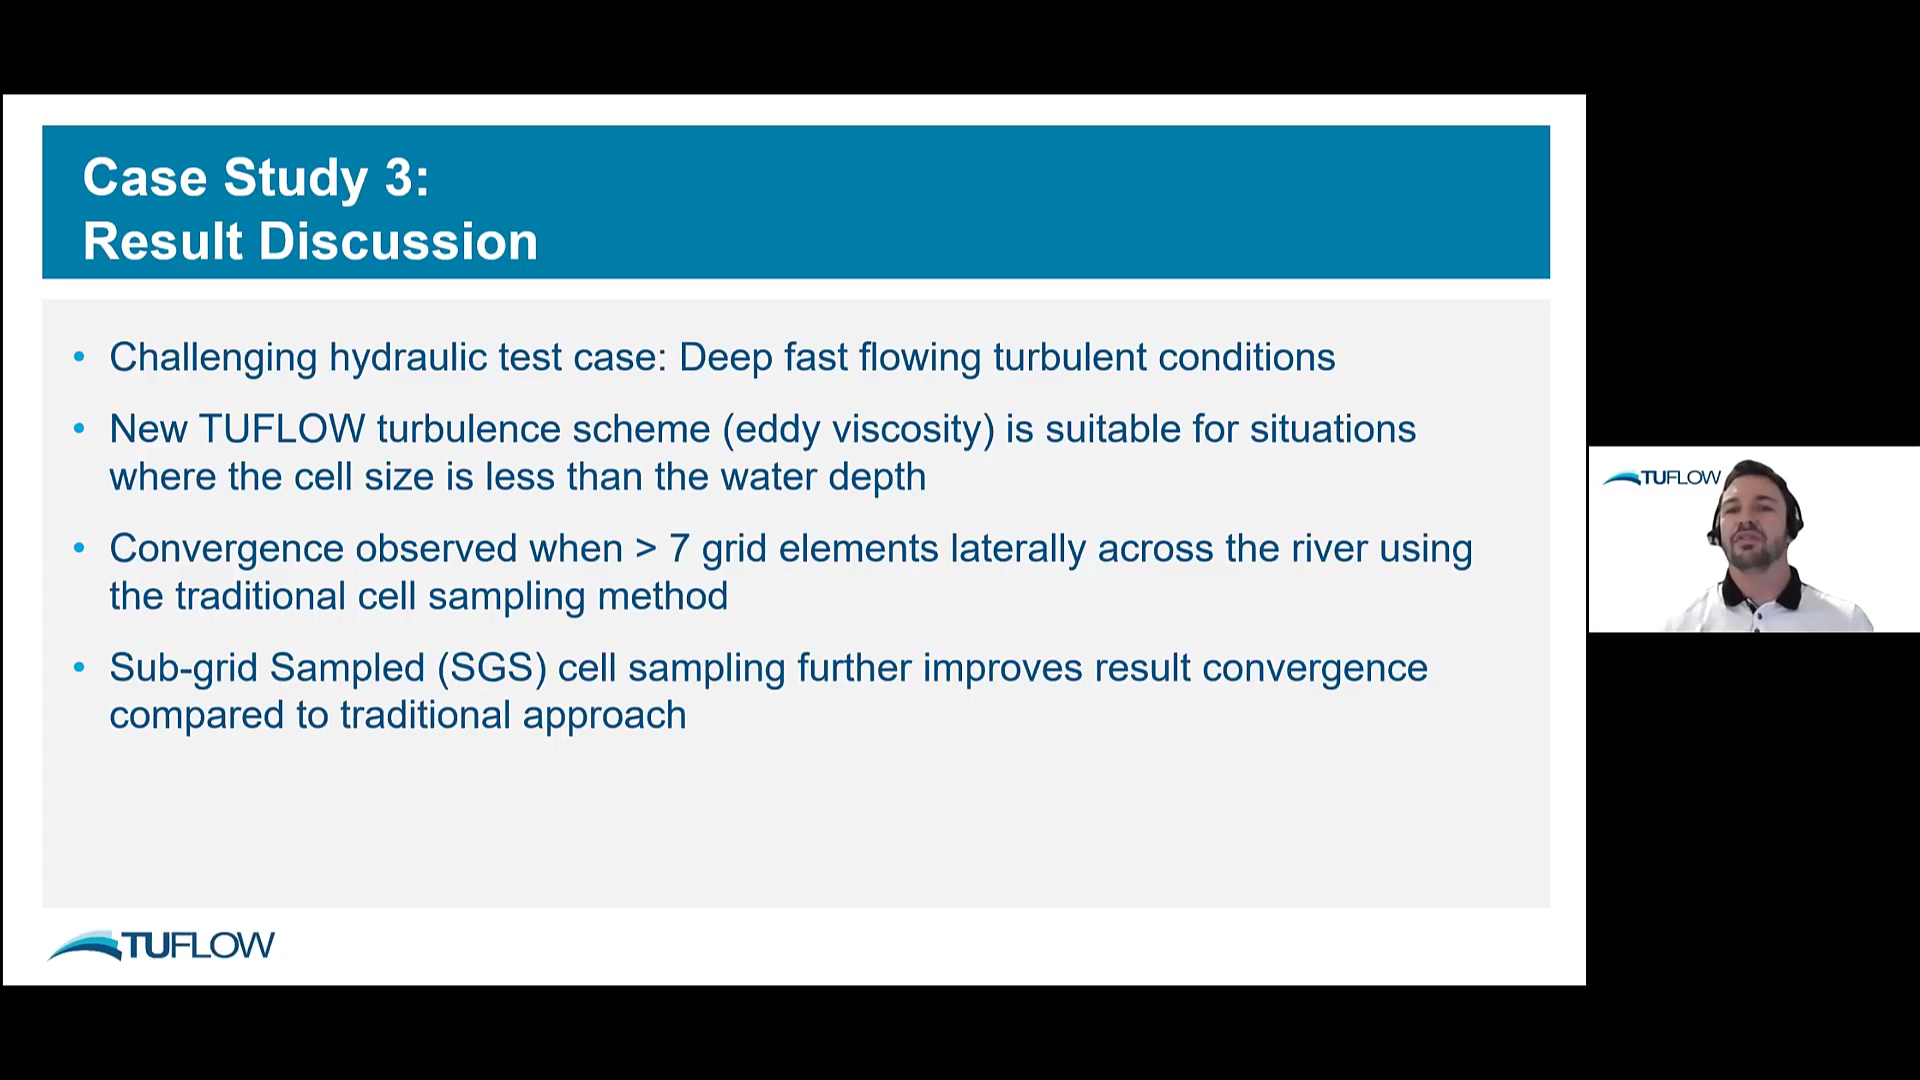 Case Study 3:
Result Discussion
• Challenging hydraulic test case: Deep fast flowing turbulent conditions
• New TUFLOW turbulence scheme (eddy viscosity) is suitable for situations
where the cell size is less than the water depth
• Convergence observed when > 7 grid elements laterally across the river using
the traditional cell sampling method
• Sub-grid Sampled (SGS) cell sampling further improves result convergence
compared to traditional approach
TUFLOW
TUFLOW